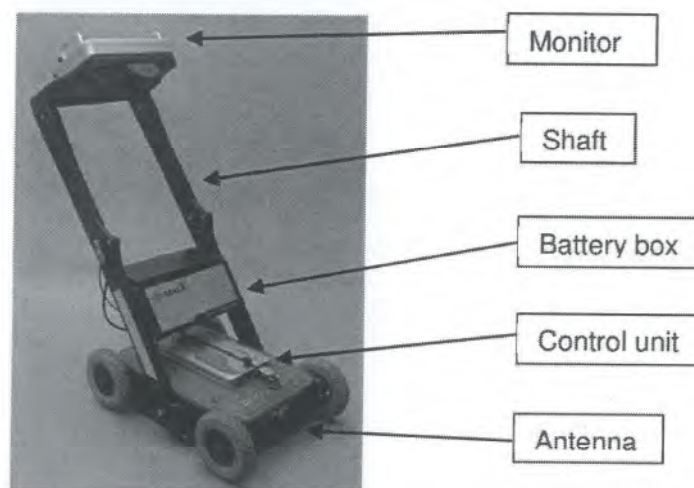 Monitor
Shaft
Battery box
Control unit
Antenna